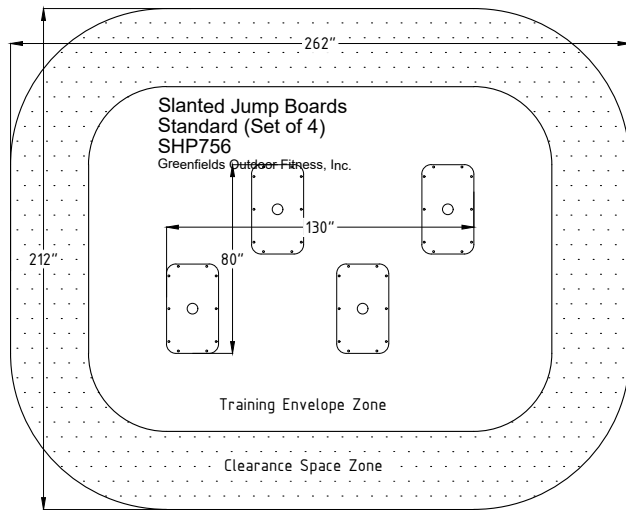 262"
Slanted Jump Boards
Standard (Set of 4)
SHP756
Greenfields Outdoor Fitness, Inc.
130"
212"
80"
Training Envelope Zone
Clearance Space Zone